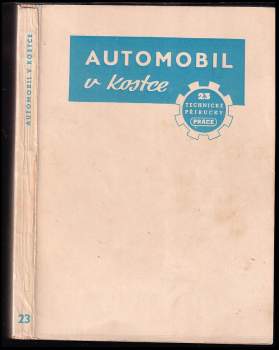 AUTOMOBIL V KOSTCE
23
AUTOMOBIL
v kostce
23
TECHNICKÉ
PŘÍRUČKY
PRÁCE